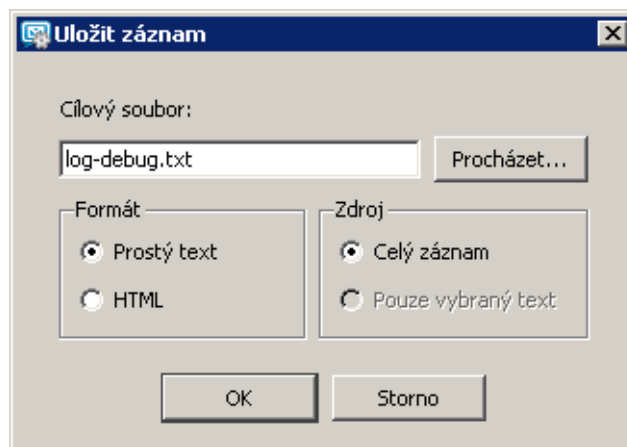 Uložit záznam
Cílový soubor:
log-debug.txt
Procházet...
Formát
Zdroj
Prostý text
Celý záznam
HTML
Pouze vybraný text
OK
Storno